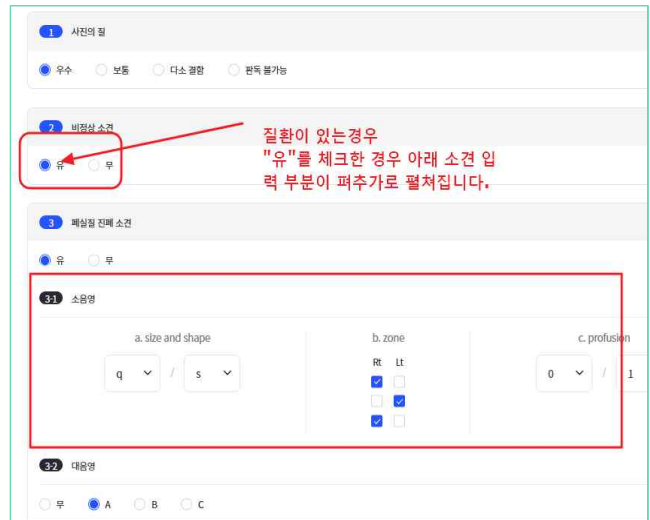 1 사진의 질
우수 보통 다소 결함 판독 불가능
2 비정상 소견
유 무
질환이 있는경우
"유"를 체크한 경우 아래 소견 입
력 부분이 펴추가로 펼쳐집니다.
3 폐실질 진폐 소견
유 무
3-1 소음영
a. size and shape b. zone c. profusion
Rt Lt
q / s 0 / 1
3-2 대음영
무 A B C